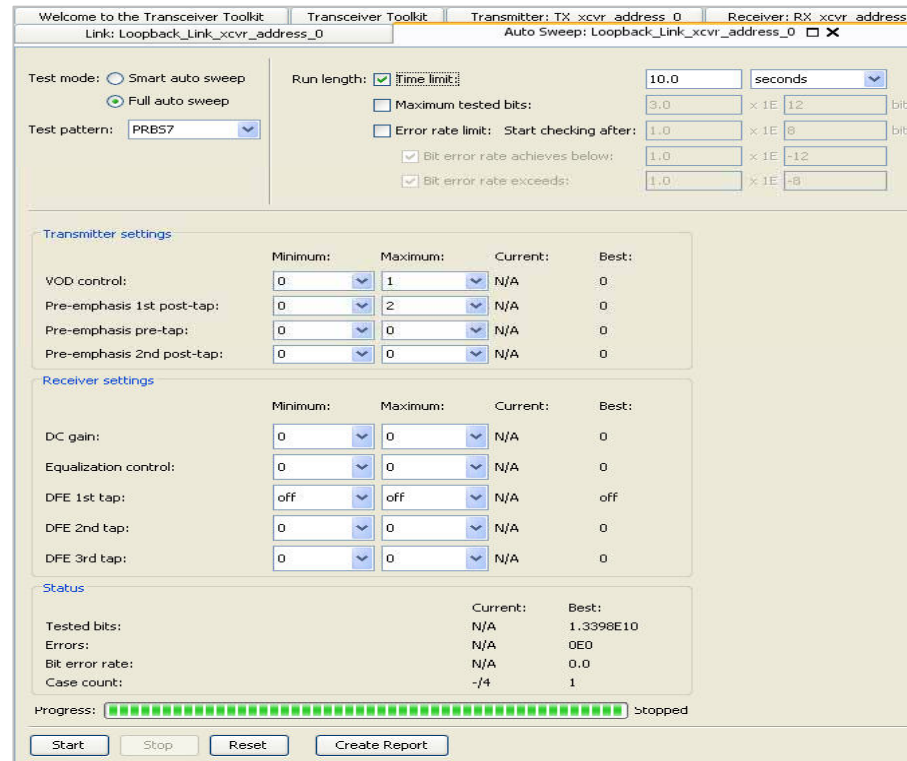 Welcome to the Transceiver Toolkit
Transceiver Toolkit
Transmitter: TX_xcvr_address_0
Receiver: RX_xcvr_address
Link: Loopback_Link_xcvr_address_0
Auto Sweep: Loopback_Link_xcvr_address_0
Test mode: Smart auto sweep
Full auto sweep
Test pattern: PRBS7
Run length: Time limit: 10.0 seconds
Maximum tested bits: 3.0 x 1E 12 bit
Error rate limit: Start checking after: 1.0 x 1E 8 bit
Bit error rate achieves below: 1.0 x 1E -12
Bit error rate exceeds: 1.0 x 1E -8
Transmitter settings
Minimum: Maximum: Current: Best:
VOD control: 0 1 N/A 0
Pre-emphasis 1st post-tap: 0 2 N/A 0
Pre-emphasis pre-tap: 0 0 N/A 0
Pre-emphasis 2nd post-tap: 0 0 N/A 0
Receiver settings
Minimum: Maximum: Current: Best:
DC gain: 0 0 N/A 0
Equalization control: 0 0 N/A 0
DFE 1st tap: off off N/A off
DFE 2nd tap: 0 0 N/A 0
DFE 3rd tap: 0 0 N/A 0
Status
Current: Best:
Tested bits: N/A 1.3398E10
Errors: N/A 0E0
Bit error rate: N/A 0.0
Case count: -/4 1
Progress: Stopped
Start Stop Reset Create Report